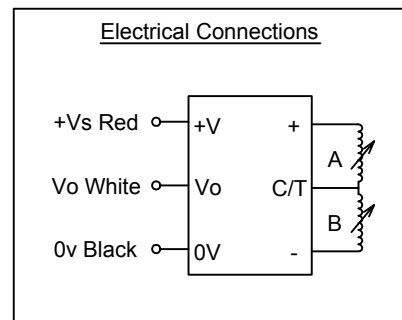 Electrical Connections
+Vs Red +V + A
Vo White Vo C/T
B
0v Black 0V -